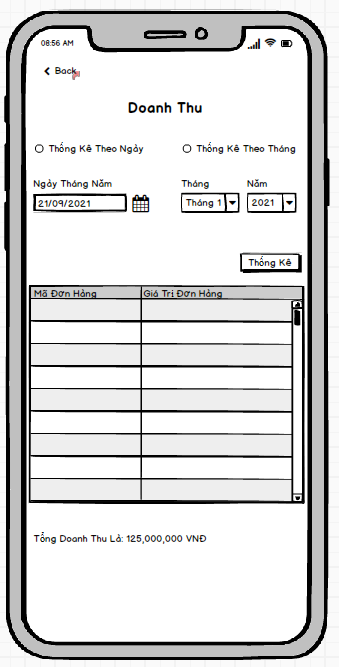 08:56 AM
Back
Doanh Thu
Thống Kê Theo Ngày
Thống Kê Theo Tháng
Ngày Tháng Năm
Tháng
Năm
21/09/2021
Tháng 1
2021
Thống Kê
Mã Đơn Hàng
Giá Trị Đơn Hàng
Tổng Doanh Thu Là: 125,000,000 VNĐ